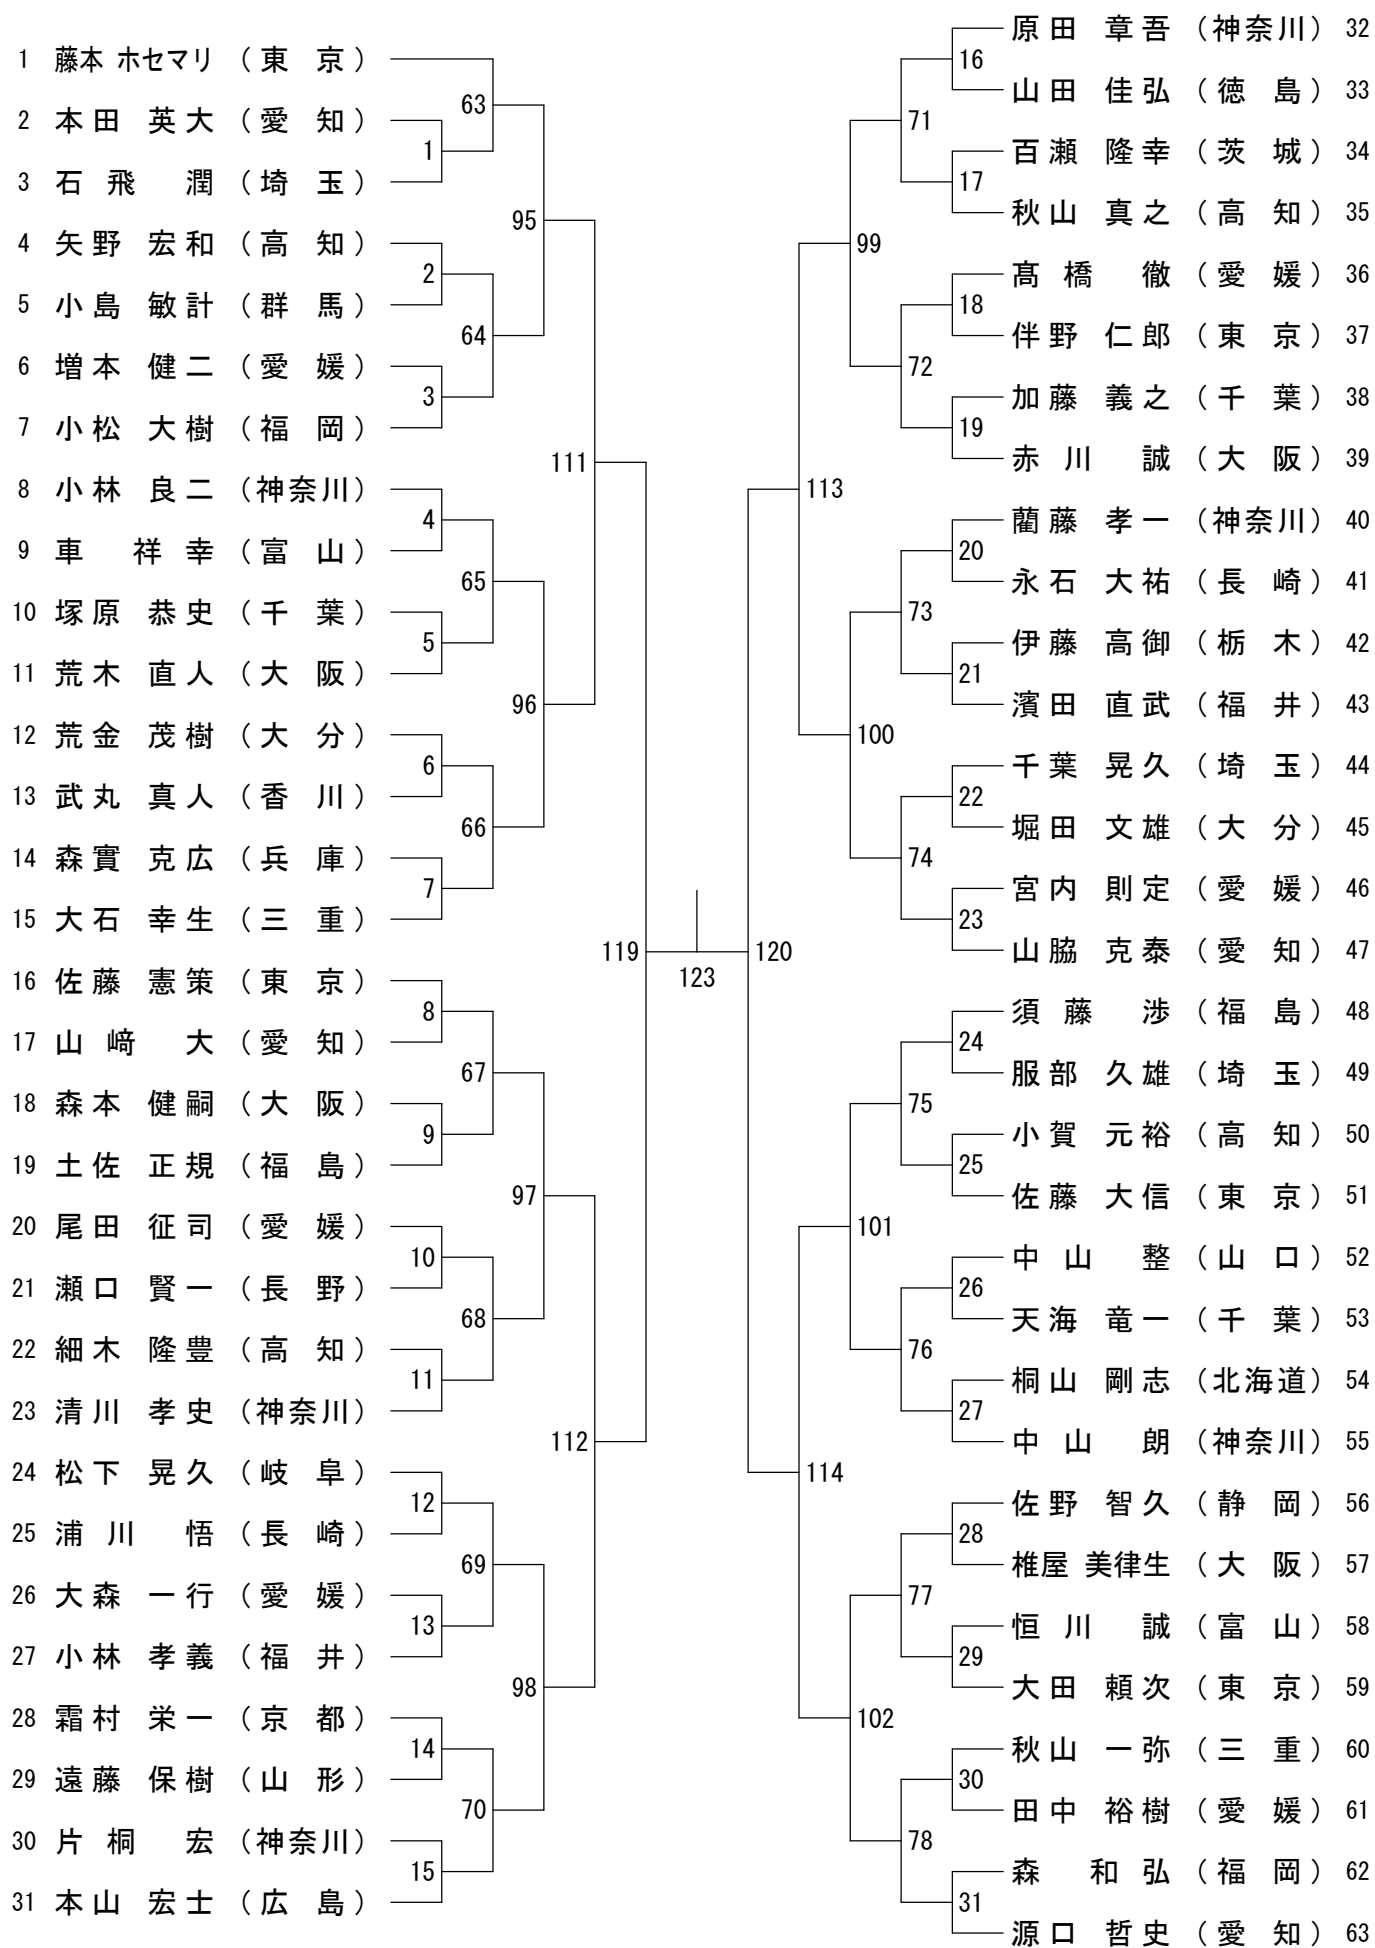 1 藤本 ホセマリ （東 京）
2 本田 英大 （愛 知）
3 石飛 潤 （埼 玉）
4 矢野 宏和 （高 知）
5 小島 敏計 （群 馬）
6 増本 健二 （愛 媛）
7 小松 大樹 （福 岡）
8 小林 良二 （神奈川）
9 車 祥幸 （富 山）
10 塚原 恭史 （千 葉）
11 荒木 直人 （大 阪）
12 荒金 茂樹 （大 分）
13 武丸 真人 （香 川）
14 森實 克広 （兵 庫）
15 大石 幸生 （三 重）
16 佐藤 憲策 （東 京）
17 山﨑 大 （愛 知）
18 森本 健嗣 （大 阪）
19 土佐 正規 （福 島）
20 尾田 征司 （愛 媛）
21 瀬口 賢一 （長 野）
22 細木 隆豊 （高 知）
23 清川 孝史 （神奈川）
24 松下 晃久 （岐 阜）
25 浦川 悟 （長 崎）
26 大森 一行 （愛 媛）
27 小林 孝義 （福 井）
28 霜村 栄一 （京 都）
29 遠藤 保樹 （山 形）
30 片桐 宏 （神奈川）
31 本山 宏士 （広 島）
1
2
3
4
5
6
7
8
9
10
11
12
13
14
15
63
64
65
66
67
68
69
70
95
96
97
98
111
112
119
123
120
113
114
99
100
101
102
71
72
73
74
75
76
77
78
16
17
18
19
20
21
22
23
24
25
26
27
28
29
30
31
原田 章吾 （神奈川） 32
山田 佳弘 （徳 島） 33
百瀬 隆幸 （茨 城） 34
秋山 真之 （高 知） 35
髙橋 徹 （愛 媛） 36
伴野 仁郎 （東 京） 37
加藤 義之 （千 葉） 38
赤川 誠 （大 阪） 39
藺藤 孝一 （神奈川） 40
永石 大祐 （長 崎） 41
伊藤 高御 （栃 木） 42
濱田 直武 （福 井） 43
千葉 晃久 （埼 玉） 44
堀田 文雄 （大 分） 45
宮内 則定 （愛 媛） 46
山脇 克泰 （愛 知） 47
須藤 渉 （福 島） 48
服部 久雄 （埼 玉） 49
小賀 元裕 （高 知） 50
佐藤 大信 （東 京） 51
中山 整 （山 口） 52
天海 竜一 （千 葉） 53
桐山 剛志 （北海道） 54
中山 朗 （神奈川） 55
佐野 智久 （静 岡） 56
椎屋 美律生 （大 阪） 57
恒川 誠 （富 山） 58
大田 頼次 （東 京） 59
秋山 一弥 （三 重） 60
田中 裕樹 （愛 媛） 61
森 和弘 （福 岡） 62
源口 哲史 （愛 知） 63